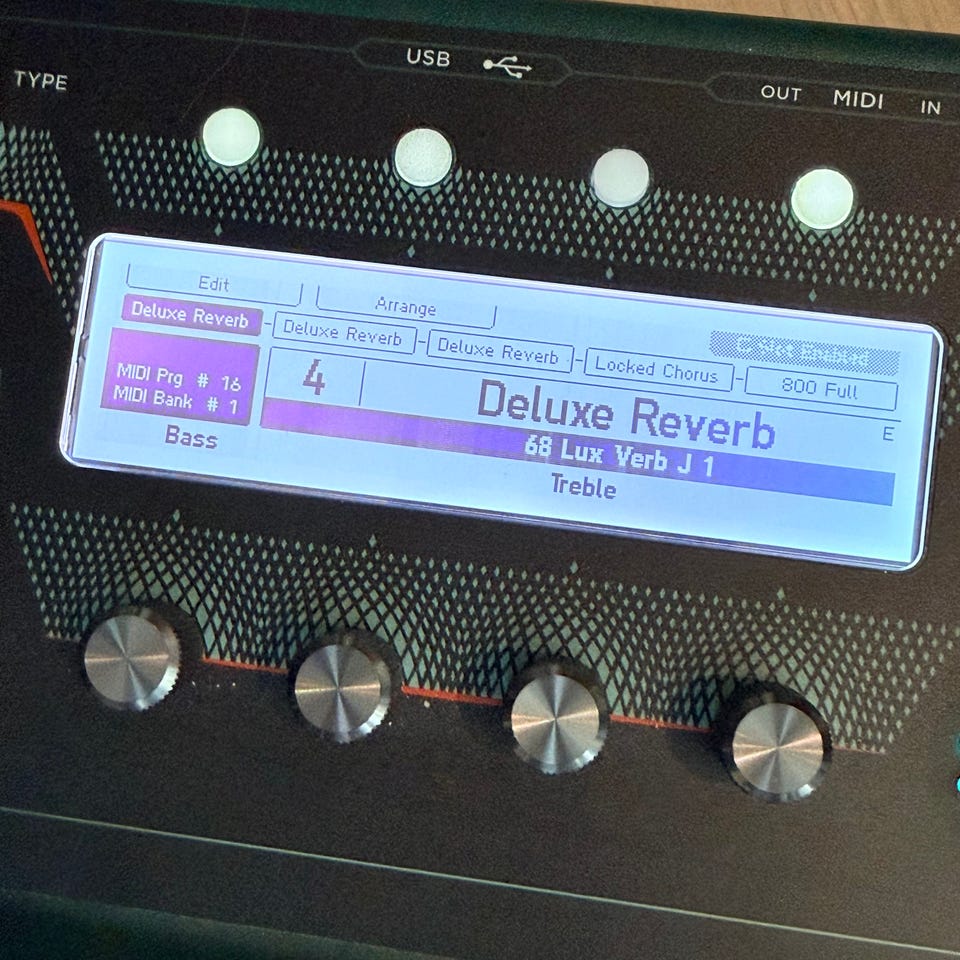 USB
OUT MIDI IN
TYPE
Edit
Arrange
Deluxe Reverb
Deluxe Reverb
Deluxe Reverb
Locked Chorus
800 Full
MIDI Prg # 16
MIDI Bank # 1
4
Deluxe Reverb
E
68 Lux Verb J 1
Bass
Treble